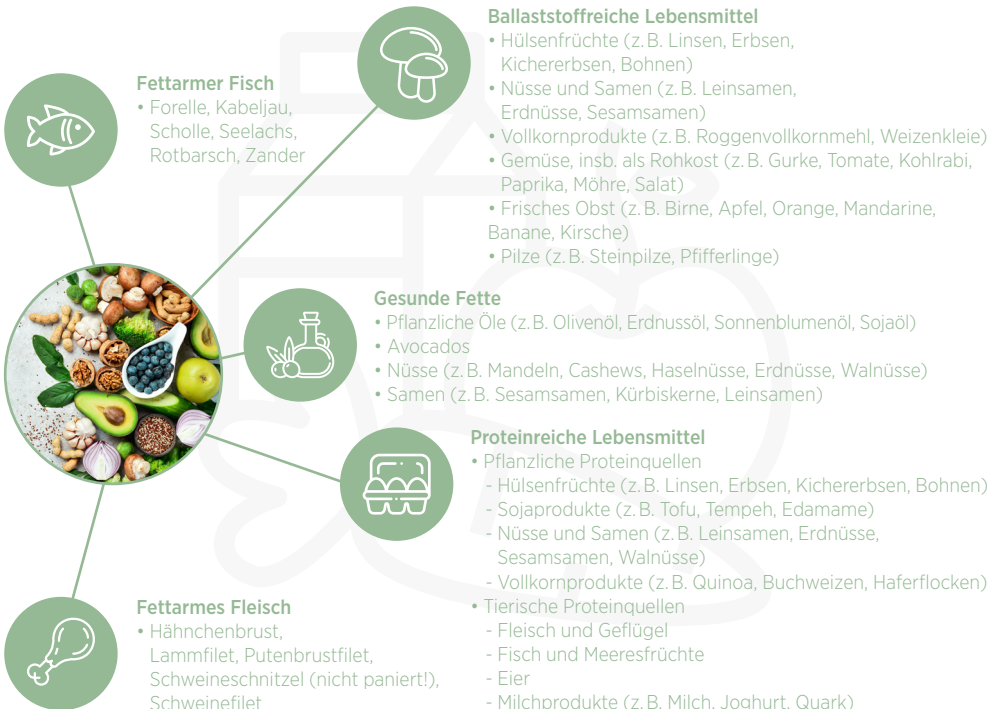 Ballaststoffreiche Lebensmittel
• Hülsenfrüchte (z. B. Linsen, Erbsen,
Kichererbsen, Bohnen)
• Nüsse und Samen (z. B. Leinsamen,
Erdnüsse, Sesamsamen)
• Vollkornprodukte (z. B. Roggenvollkornmehl, Weizenkleie)
• Gemüse, insb. als Rohkost (z. B. Gurke, Tomate, Kohlrabi,
Paprika, Möhre, Salat)
• Frisches Obst (z. B. Birne, Apfel, Orange, Mandarine,
Banane, Kirsche)
• Pilze (z. B. Steinpilze, Pfifferlinge)
Fettarmer Fisch
• Forelle, Kabeljau,
Scholle, Seelachs,
Rotbarsch, Zander
Gesunde Fette
• Pflanzliche Öle (z. B. Olivenöl, Erdnussöl, Sonnenblumenöl, Sojaöl)
• Avocados
• Nüsse (z. B. Mandeln, Cashews, Haselnüsse, Erdnüsse, Walnüsse)
• Samen (z. B. Sesamsamen, Kürbiskerne, Leinsamen)
Proteinreiche Lebensmittel
• Pflanzliche Proteinquellen
- Hülsenfrüchte (z. B. Linsen, Erbsen, Kichererbsen, Bohnen)
- Sojaprodukte (z. B. Tofu, Tempeh, Edamame)
- Nüsse und Samen (z. B. Leinsamen, Erdnüsse,
Sesamsamen, Walnüsse)
- Vollkornprodukte (z. B. Quinoa, Buchweizen, Haferflocken)
• Tierische Proteinquellen
- Fleisch und Geflügel
- Fisch und Meeresfrüchte
- Eier
- Milchprodukte (z. B. Milch, Joghurt, Quark)
Fettarmes Fleisch
• Hähnchenbrust,
Lammfilet, Putenbrustfilet,
Schweineschnitzel (nicht paniert!),
Schweinefilet